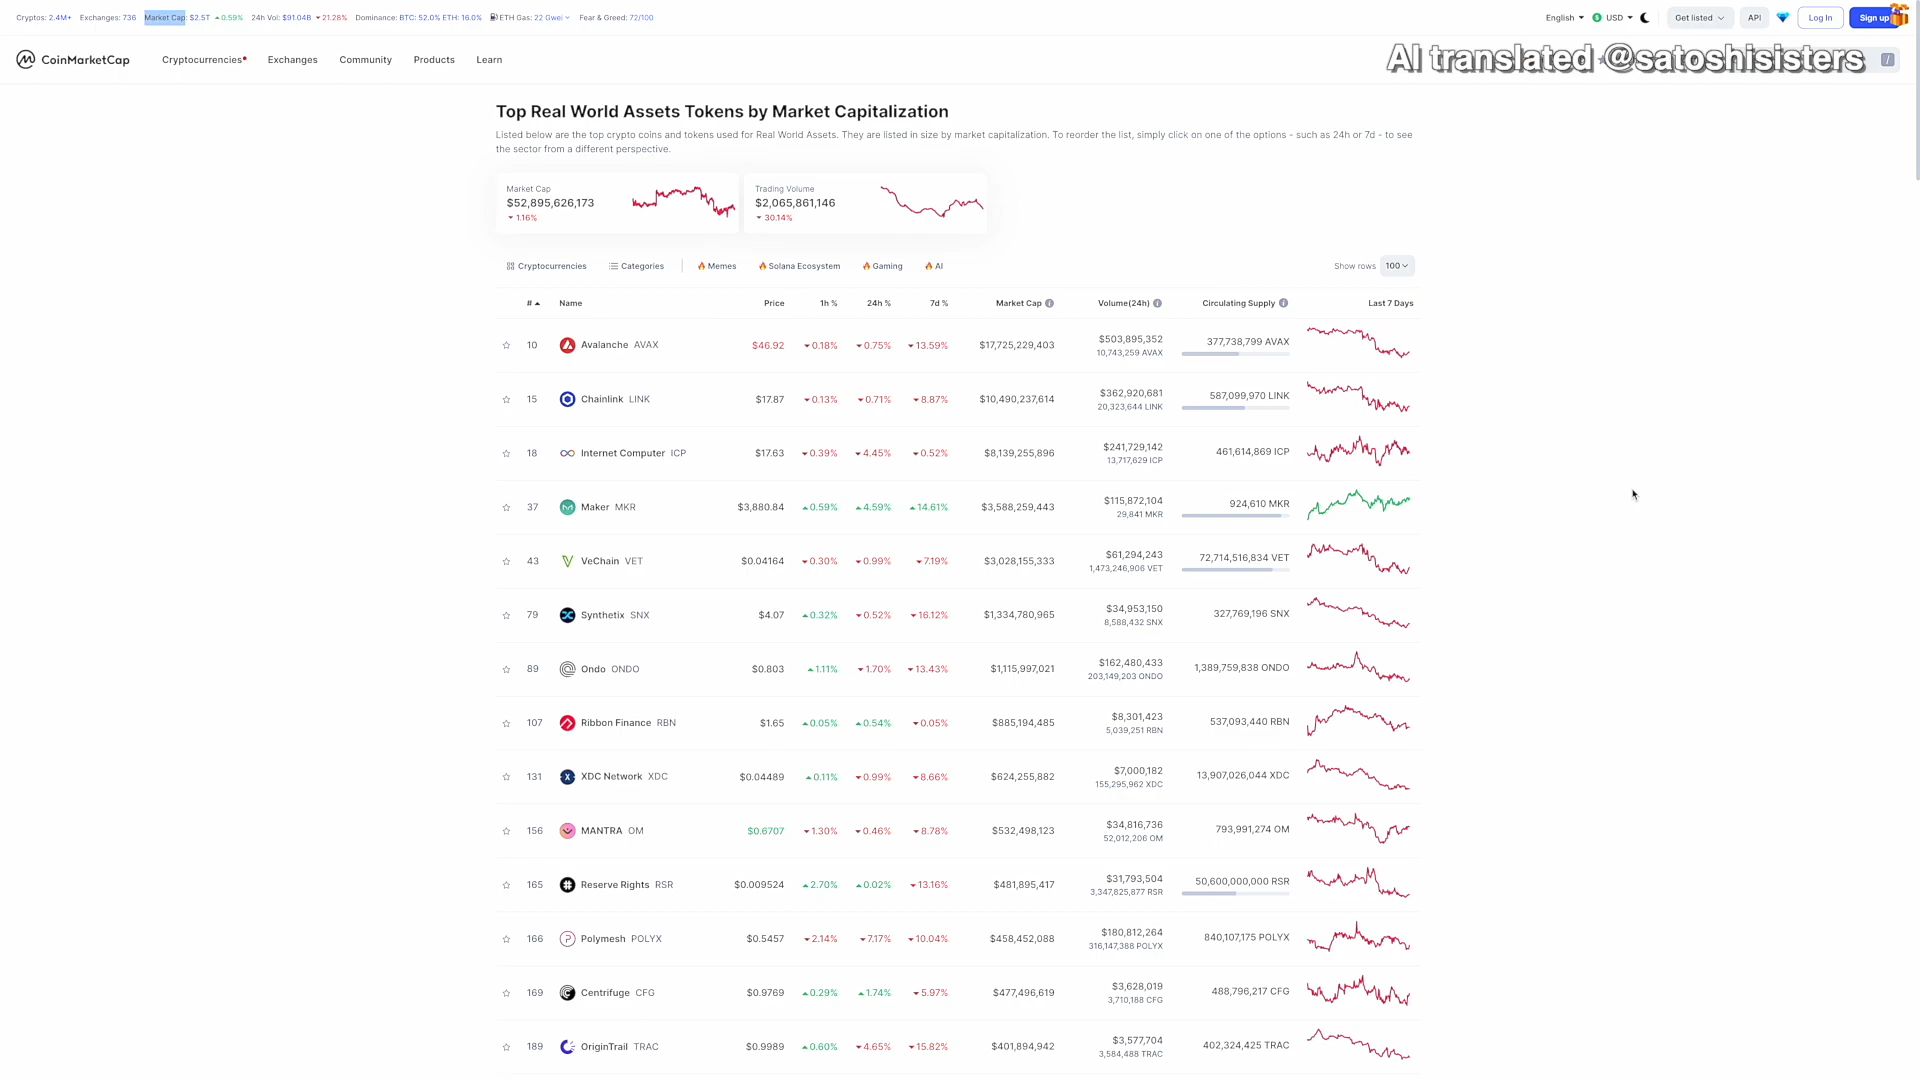 Cryptos: 2.4M+ Exchanges: 736 Market Cap: $2.5T 0.59% 24h Vol: $91.04B 21.28% Dominance: BTC: 52.0% ETH: 16.0% ETH Gas: 22 Gwei Fear & Greed: 72/100
English USD Get listed API Log In Sign up
CoinMarketCap Cryptocurrencies Exchanges Community Products Learn
AI translated @satoshisisters /
Top Real World Assets Tokens by Market Capitalization
Listed below are the top crypto coins and tokens used for Real World Assets. They are listed in size by market capitalization. To reorder the list, simply click on one of the options - such as 24h or 7d - to see
the sector from a different perspective.
Market Cap Trading Volume
$52,895,626,173 $2,065,861,146
1.16% 30.14%
Cryptocurrencies Categories Memes Solana Ecosystem Gaming AI Show rows 100
# Name Price 1h % 24h % 7d % Market Cap Volume(24h) Circulating Supply Last 7 Days
10 Avalanche AVAX $46.92 0.18% 0.75% 13.59% $17,725,229,403 $503,895,352 377,738,799 AVAX
10,743,259 AVAX
15 Chainlink LINK $17.87 0.13% 0.71% 8.87% $10,490,237,614 $362,920,681 587,099,970 LINK
20,323,644 LINK
18 Internet Computer ICP $17.63 0.39% 4.45% 0.52% $8,139,255,896 $241,729,142 461,614,869 ICP
13,717,629 ICP
37 Maker MKR $3,880.84 0.59% 4.59% 14.61% $3,588,259,443 $115,872,104 924,610 MKR
29,841 MKR
43 VeChain VET $0.04164 0.30% 0.99% 7.19% $3,028,155,333 $61,294,243 72,714,516,834 VET
1,473,246,906 VET
79 Synthetix SNX $4.07 0.32% 0.52% 16.12% $1,334,780,965 $34,953,150 327,769,196 SNX
8,588,432 SNX
89 Ondo ONDO $0.803 1.11% 1.70% 13.43% $1,115,997,021 $162,480,433 1,389,759,838 ONDO
203,149,203 ONDO
107 Ribbon Finance RBN $1.65 0.05% 0.54% 0.05% $885,194,485 $8,301,423 537,093,440 RBN
5,039,251 RBN
131 XDC Network XDC $0.04489 0.11% 0.99% 8.66% $624,255,882 $7,000,182 13,907,026,044 XDC
155,295,962 XDC
156 MANTRA OM $0.6707 1.30% 0.46% 8.78% $532,498,123 $34,816,736 793,991,274 OM
52,012,206 OM
165 Reserve Rights RSR $0.009524 2.70% 0.02% 13.16% $481,895,417 $31,793,504 50,600,000,000 RSR
3,347,825,877 RSR
166 Polymesh POLYX $0.5457 2.14% 7.17% 10.04% $458,452,088 $180,812,264 840,107,175 POLYX
316,147,388 POLYX
169 Centrifuge CFG $0.9769 0.29% 1.74% 5.97% $477,496,619 $3,628,019 488,796,217 CFG
3,710,188 CFG
189 OriginTrail TRAC $0.9989 0.60% 4.65% 15.82% $401,894,942 $3,577,704 402,324,425 TRAC
3,584,488 TRAC